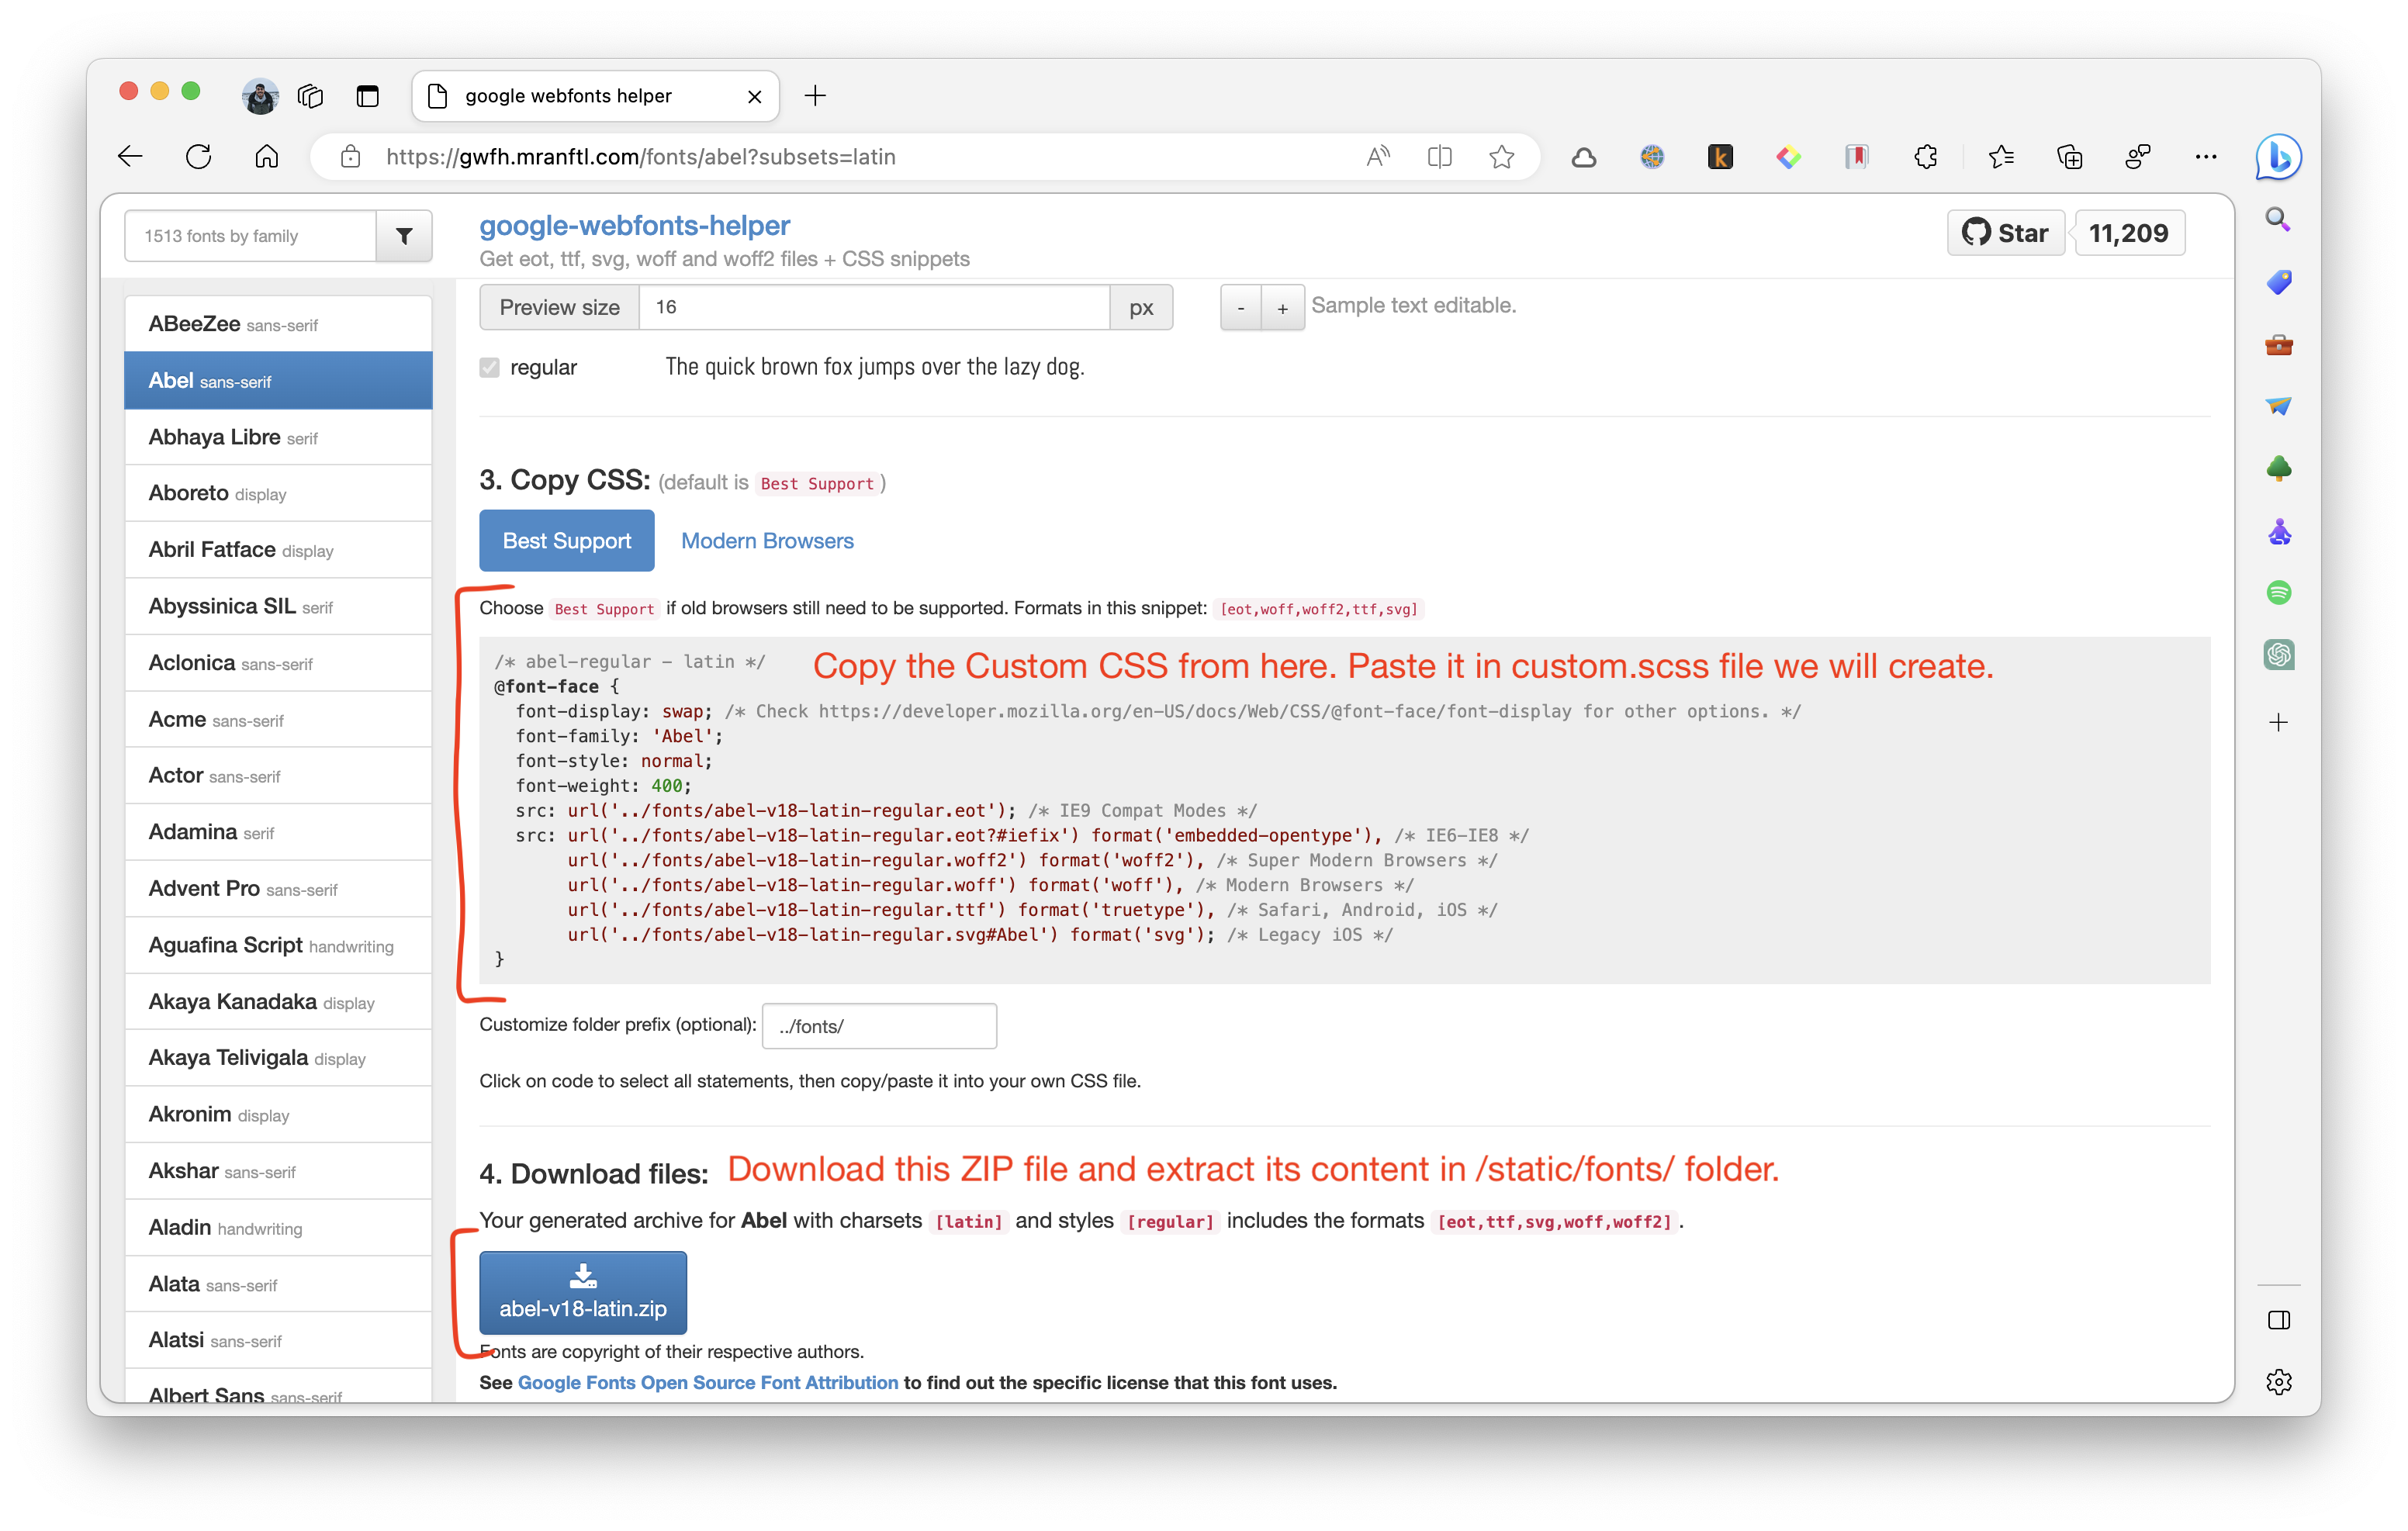 google webfonts helper
https://gwfh.mranftl.com/fonts/abel?subsets=latin
1513 fonts by family
google-webfonts-helper
Get eot, ttf, svg, woff and woff2 files + CSS snippets
Star
11,209
ABeeZee sans-serif
Abel sans-serif
Abhaya Libre serif
Aboreto display
Abril Fatface display
Abyssinica SIL serif
Aclonica sans-serif
Acme sans-serif
Actor sans-serif
Adamina serif
Advent Pro sans-serif
Aguafina Script handwriting
Akaya Kanadaka display
Akaya Telivigala display
Akronim display
Akshar sans-serif
Aladin handwriting
Alata sans-serif
Alatsi sans-serif
Albert Sans sans-serif
Preview size 16 px - + Sample text editable.
regular The quick brown fox jumps over the lazy dog.
3. Copy CSS: (default is Best Support)
Best Support Modern Browsers
Choose Best Support if old browsers still need to be supported. Formats in this snippet: [eot,woff,woff2,ttf,svg]
Copy the Custom CSS from here. Paste it in custom.scss file we will create.
/* abel-regular - latin */
@font-face {
font-display: swap; /* Check https://developer.mozilla.org/en-US/docs/Web/CSS/@font-face/font-display for other options. */
font-family: 'Abel';
font-style: normal;
font-weight: 400;
src: url('../fonts/abel-v18-latin-regular.eot'); /* IE9 Compat Modes */
src: url('../fonts/abel-v18-latin-regular.eot?#iefix') format('embedded-opentype'), /* IE6-IE8 */
url('../fonts/abel-v18-latin-regular.woff2') format('woff2'), /* Super Modern Browsers */
url('../fonts/abel-v18-latin-regular.woff') format('woff'), /* Modern Browsers */
url('../fonts/abel-v18-latin-regular.ttf') format('truetype'), /* Safari, Android, iOS */
url('../fonts/abel-v18-latin-regular.svg#Abel') format('svg'); /* Legacy iOS */
}
Customize folder prefix (optional): ../fonts/
Click on code to select all statements, then copy/paste it into your own CSS file.
4. Download files: Download this ZIP file and extract its content in /static/fonts/ folder.
Your generated archive for Abel with charsets [latin] and styles [regular] includes the formats [eot,ttf,svg,woff,woff2] .
abel-v18-latin.zip
Fonts are copyright of their respective authors.
See Google Fonts Open Source Font Attribution to find out the specific license that this font uses.